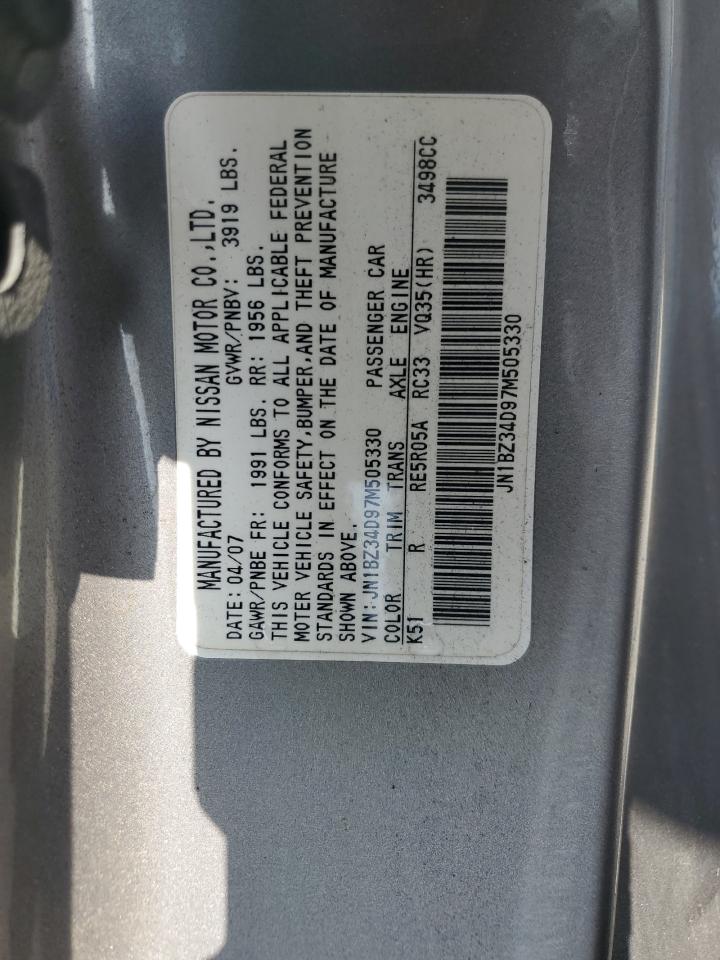 MANUFACTURED BY NISSAN MOTOR CO.,LTD.
DATE: 04/07 GVWR/PNBV: 3919 LBS.
GAWR/PNBE FR: 1991 LBS. RR: 1956 LBS.
THIS VEHICLE CONFORMS TO ALL APPLICABLE FEDERAL
MOTER VEHICLE SAFETY,BUMPER,AND THEFT PREVENTION
STANDARDS IN EFFECT ON THE DATE OF MANUFACTURE
SHOWN ABOVE.
VIN:JN1BZ34D97M505330 PASSENGER CAR
COLOR TRIM TRANS AXLE ENGINE
K51 R RE5R05A RC33 VQ35(HR) 3498CC
JN1BZ34D97M505330